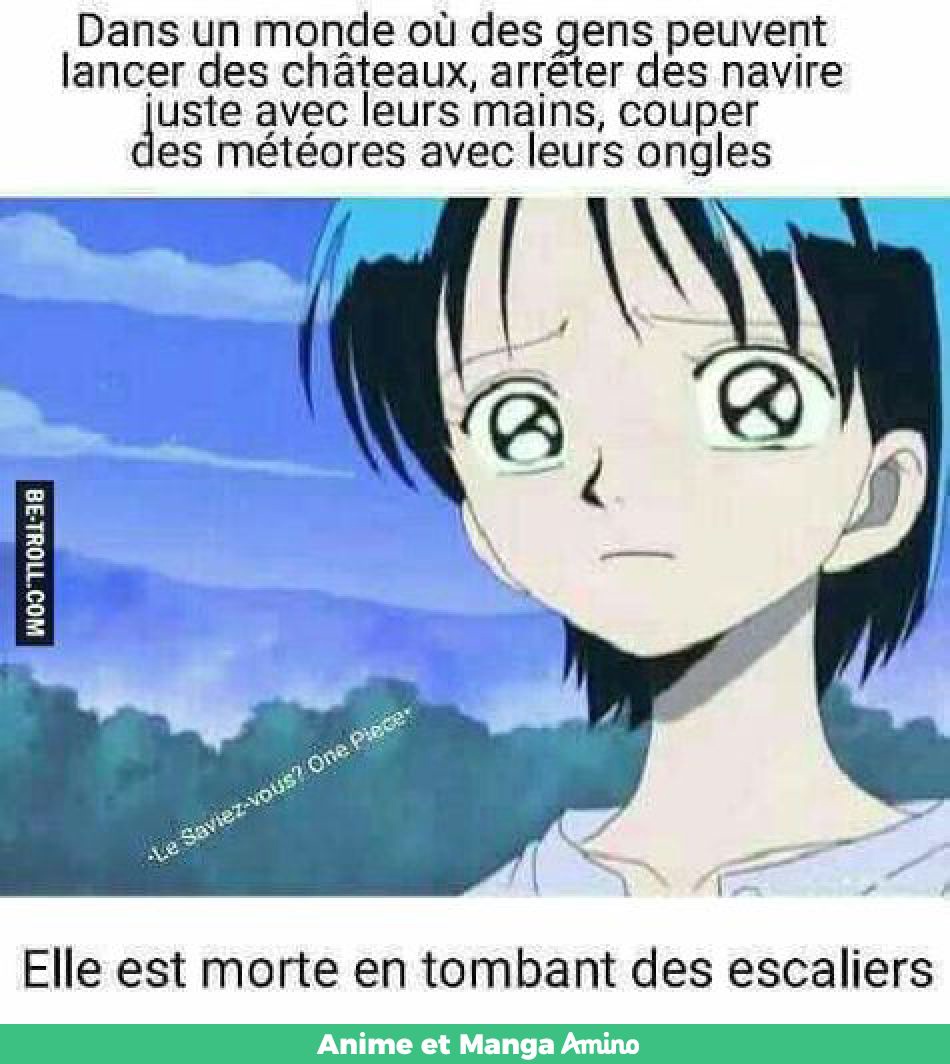 Dans un monde où des gens peuvent
lancer des châteaux, arrêter des navire
juste avec leurs mains, couper
des météores avec leurs ongles
BE-TROLL.COM
•Le Saviez-vous? One Piece•
Elle est morte en tombant des escaliers
Anime et Manga Amino